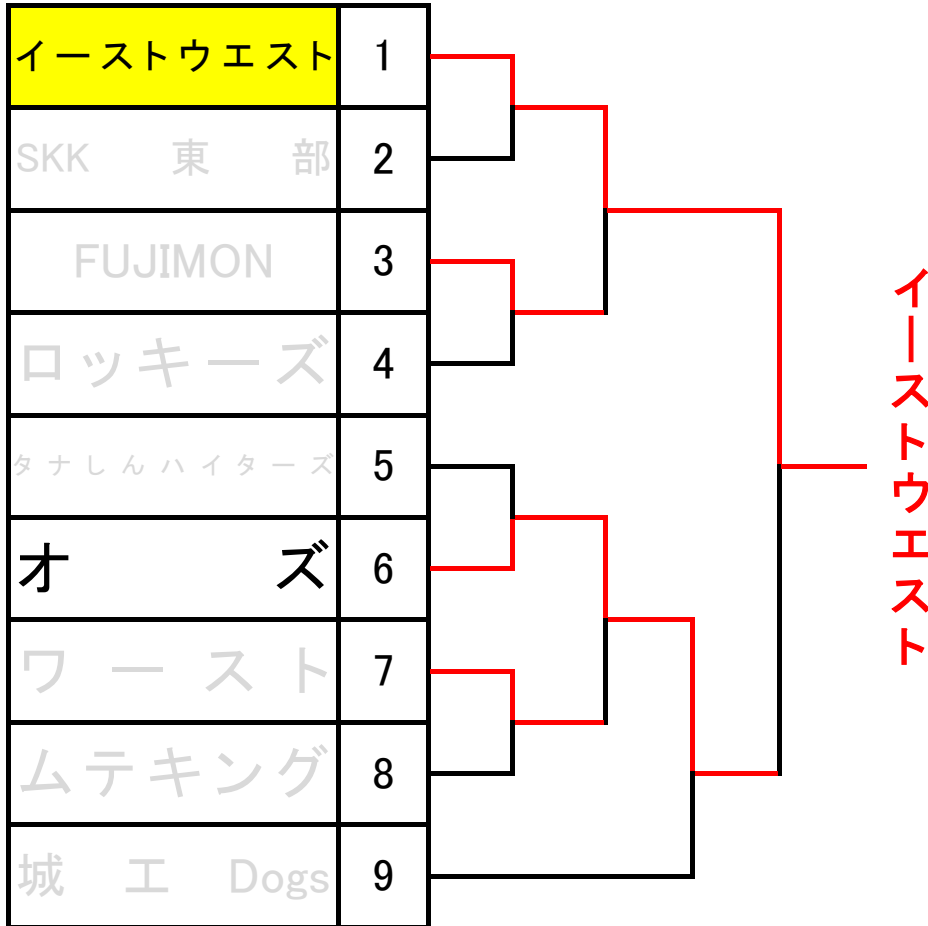 イーストウエスト 1
SKK 東部 2
FUJIMON 3
ロッキーズ 4
タナしんハイターズ 5
オズ 6
ワースト 7
ムテキング 8
城工 Dogs 9
イーストウエスト